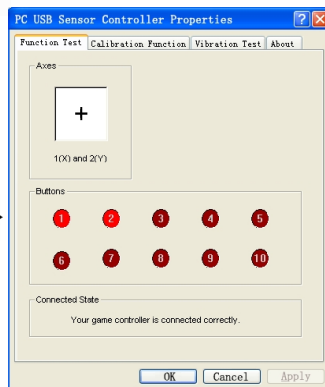 PC USB Sensor Controller Properties
Function Test Calibration Function Vibration Test About
Axes
1(X) and 2(Y)
Buttons
1 2 3 4 5
6 7 8 9 10
Connected State
Your game controller is connected correctly.
OK Cancel Apply